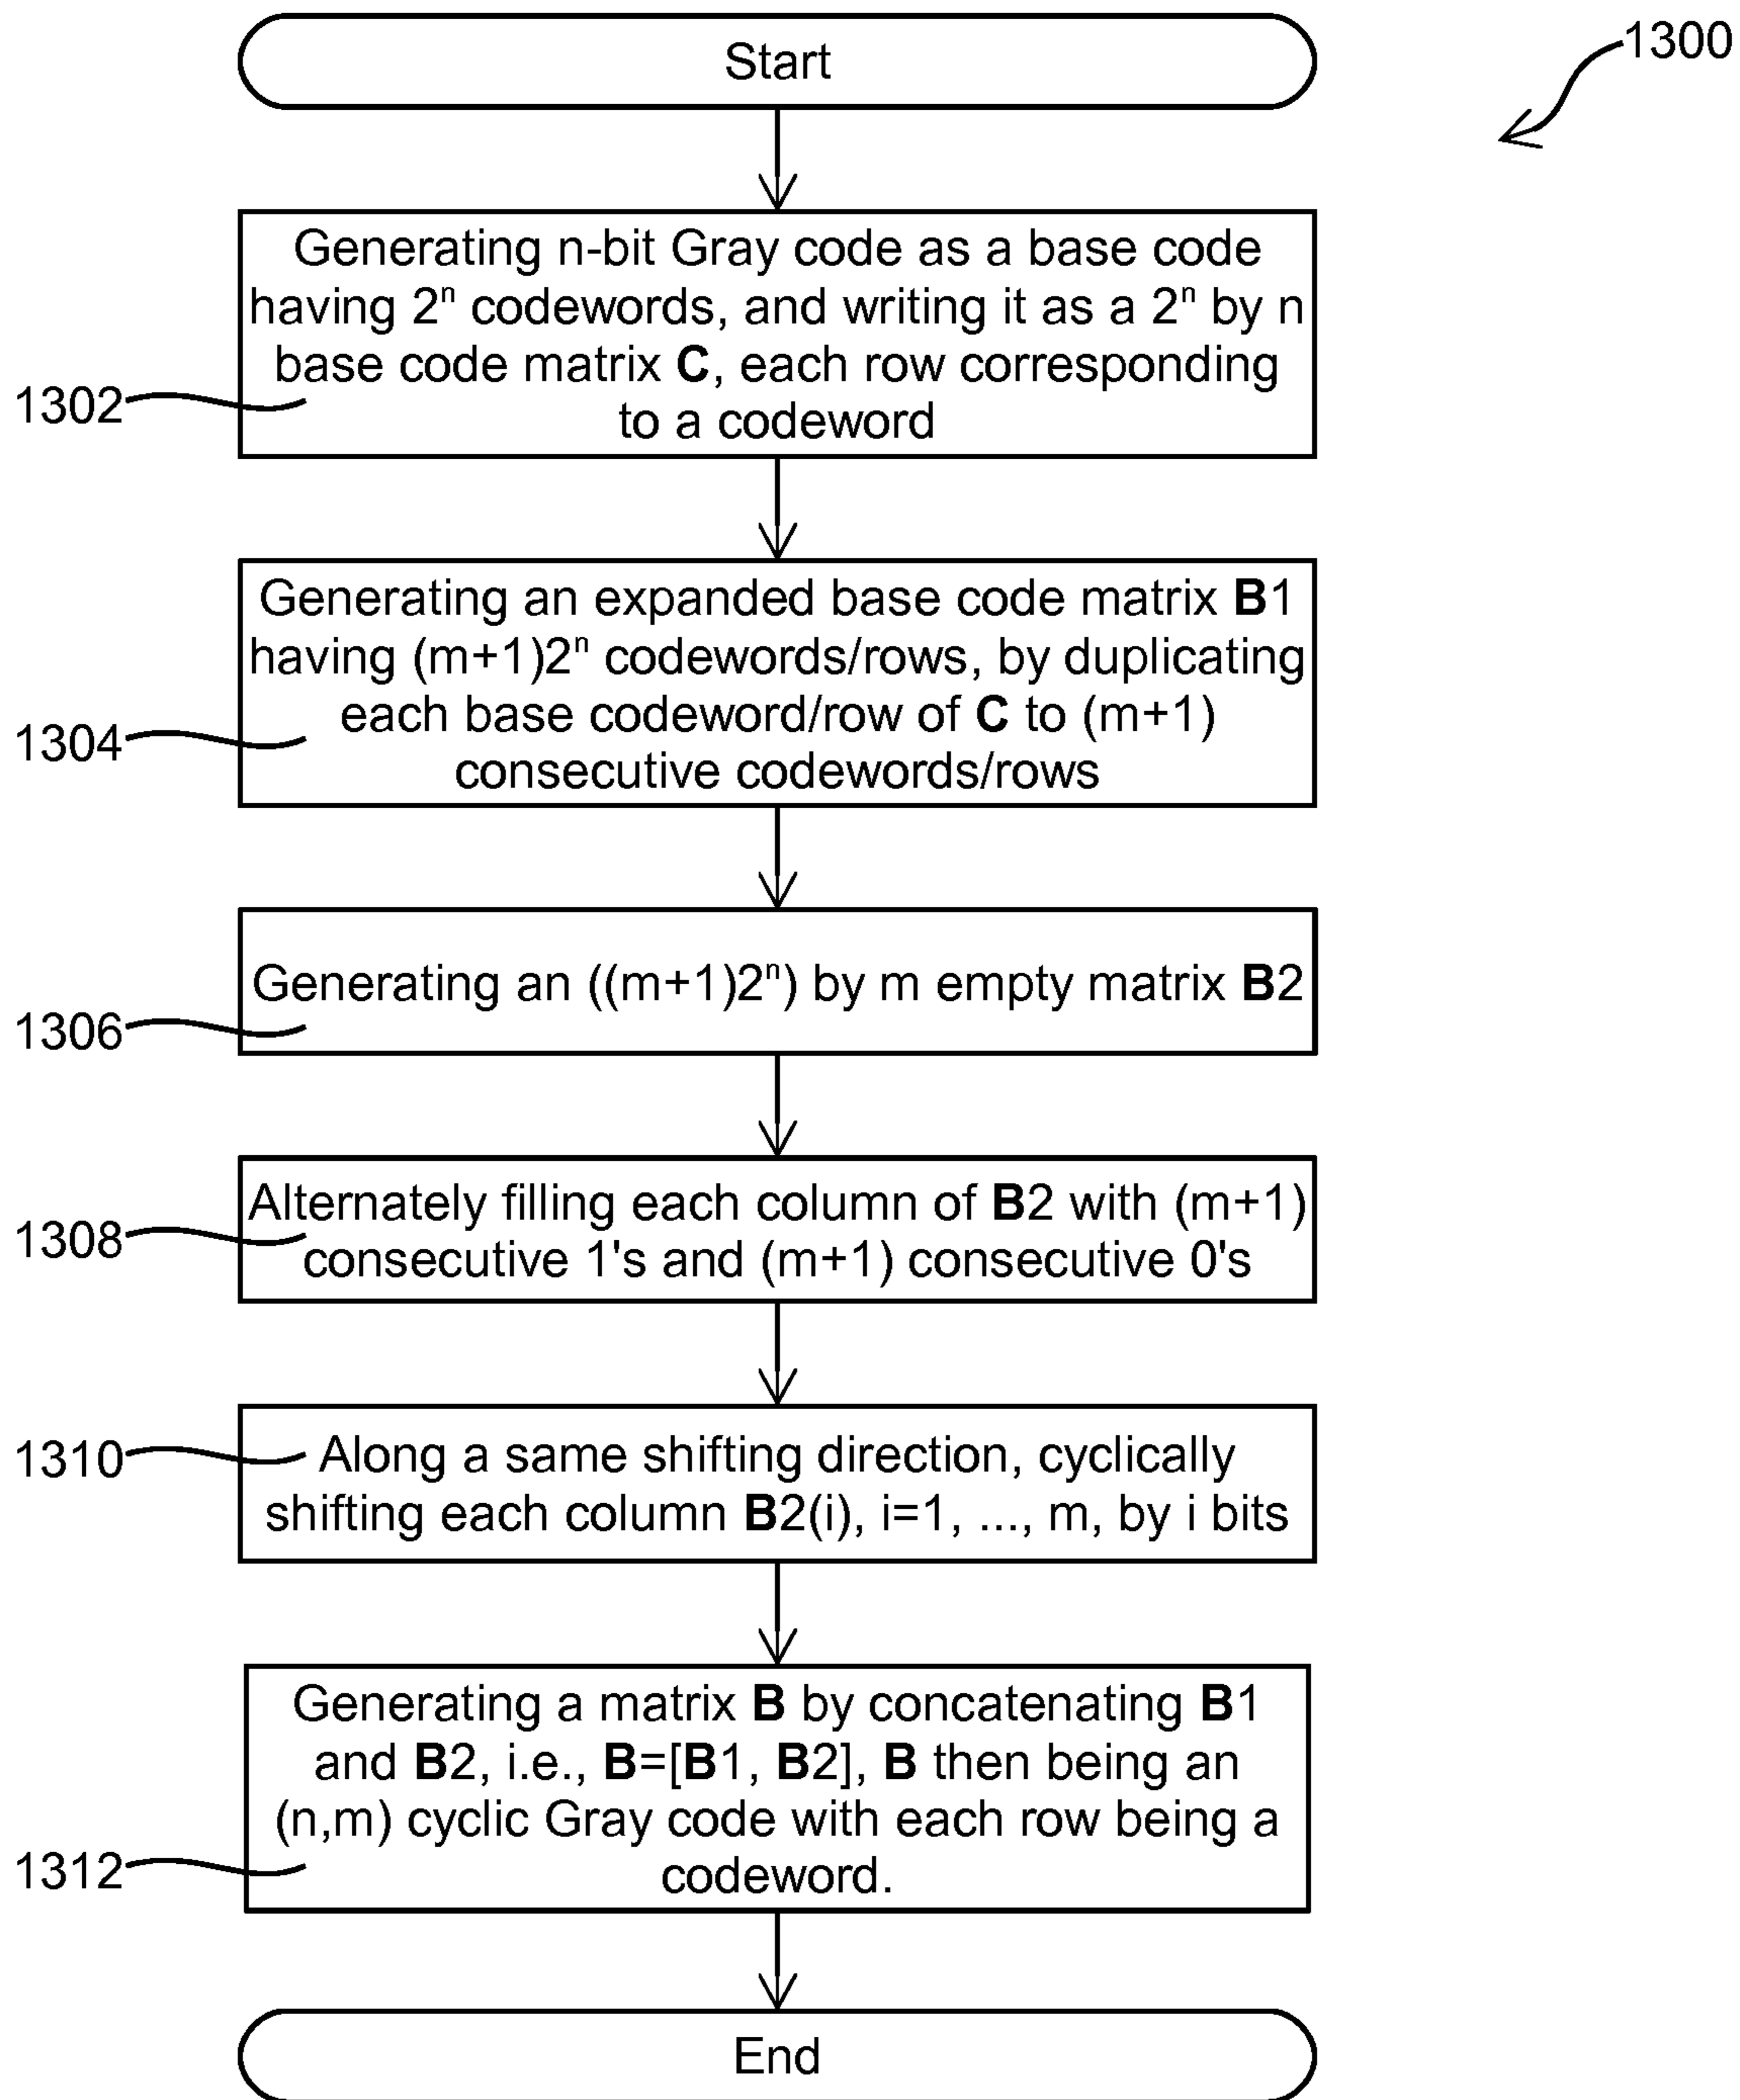 Start
1300
Generating n-bit Gray code as a base code
having 2ⁿ codewords, and writing it as a 2ⁿ by n
base code matrix C, each row corresponding
to a codeword
1302
Generating an expanded base code matrix B1
having (m+1)2ⁿ codewords/rows, by duplicating
each base codeword/row of C to (m+1)
consecutive codewords/rows
1304
Generating an ((m+1)2ⁿ) by m empty matrix B2
1306
Alternately filling each column of B2 with (m+1)
consecutive 1's and (m+1) consecutive 0's
1308
Along a same shifting direction, cyclically
shifting each column B2(i), i=1, ..., m, by i bits
1310
Generating a matrix B by concatenating B1
and B2, i.e., B=[B1, B2], B then being an
(n,m) cyclic Gray code with each row being a
codeword.
1312
End